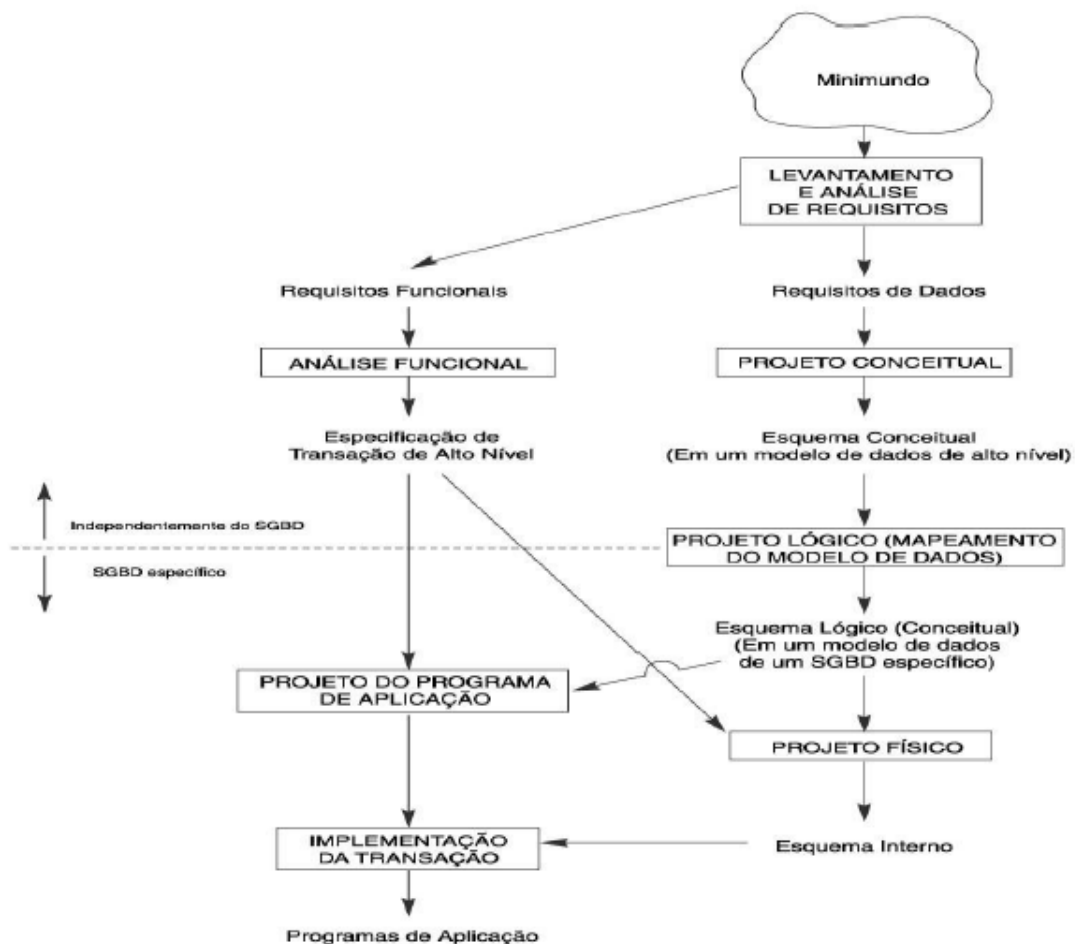 Minimundo
LEVANTAMENTO
E ANÁLISE
DE REQUISITOS
Requisitos Funcionais
Requisitos de Dados
ANÁLISE FUNCIONAL
PROJETO CONCEITUAL
Especificação de
Transação de Alto Nível
Esquema Conceitual
(Em um modelo de dados de alto nível)
Independentemente do SGBD
SGBD específico
PROJETO LÓGICO (MAPEAMENTO
DO MODELO DE DADOS)
Esquema Lógico (Conceitual)
(Em um modelo de dados
de um SGBD específico)
PROJETO DO PROGRAMA
DE APLICAÇÃO
PROJETO FÍSICO
IMPLEMENTAÇÃO
DA TRANSAÇÃO
Esquema Interno
Programas de Aplicação